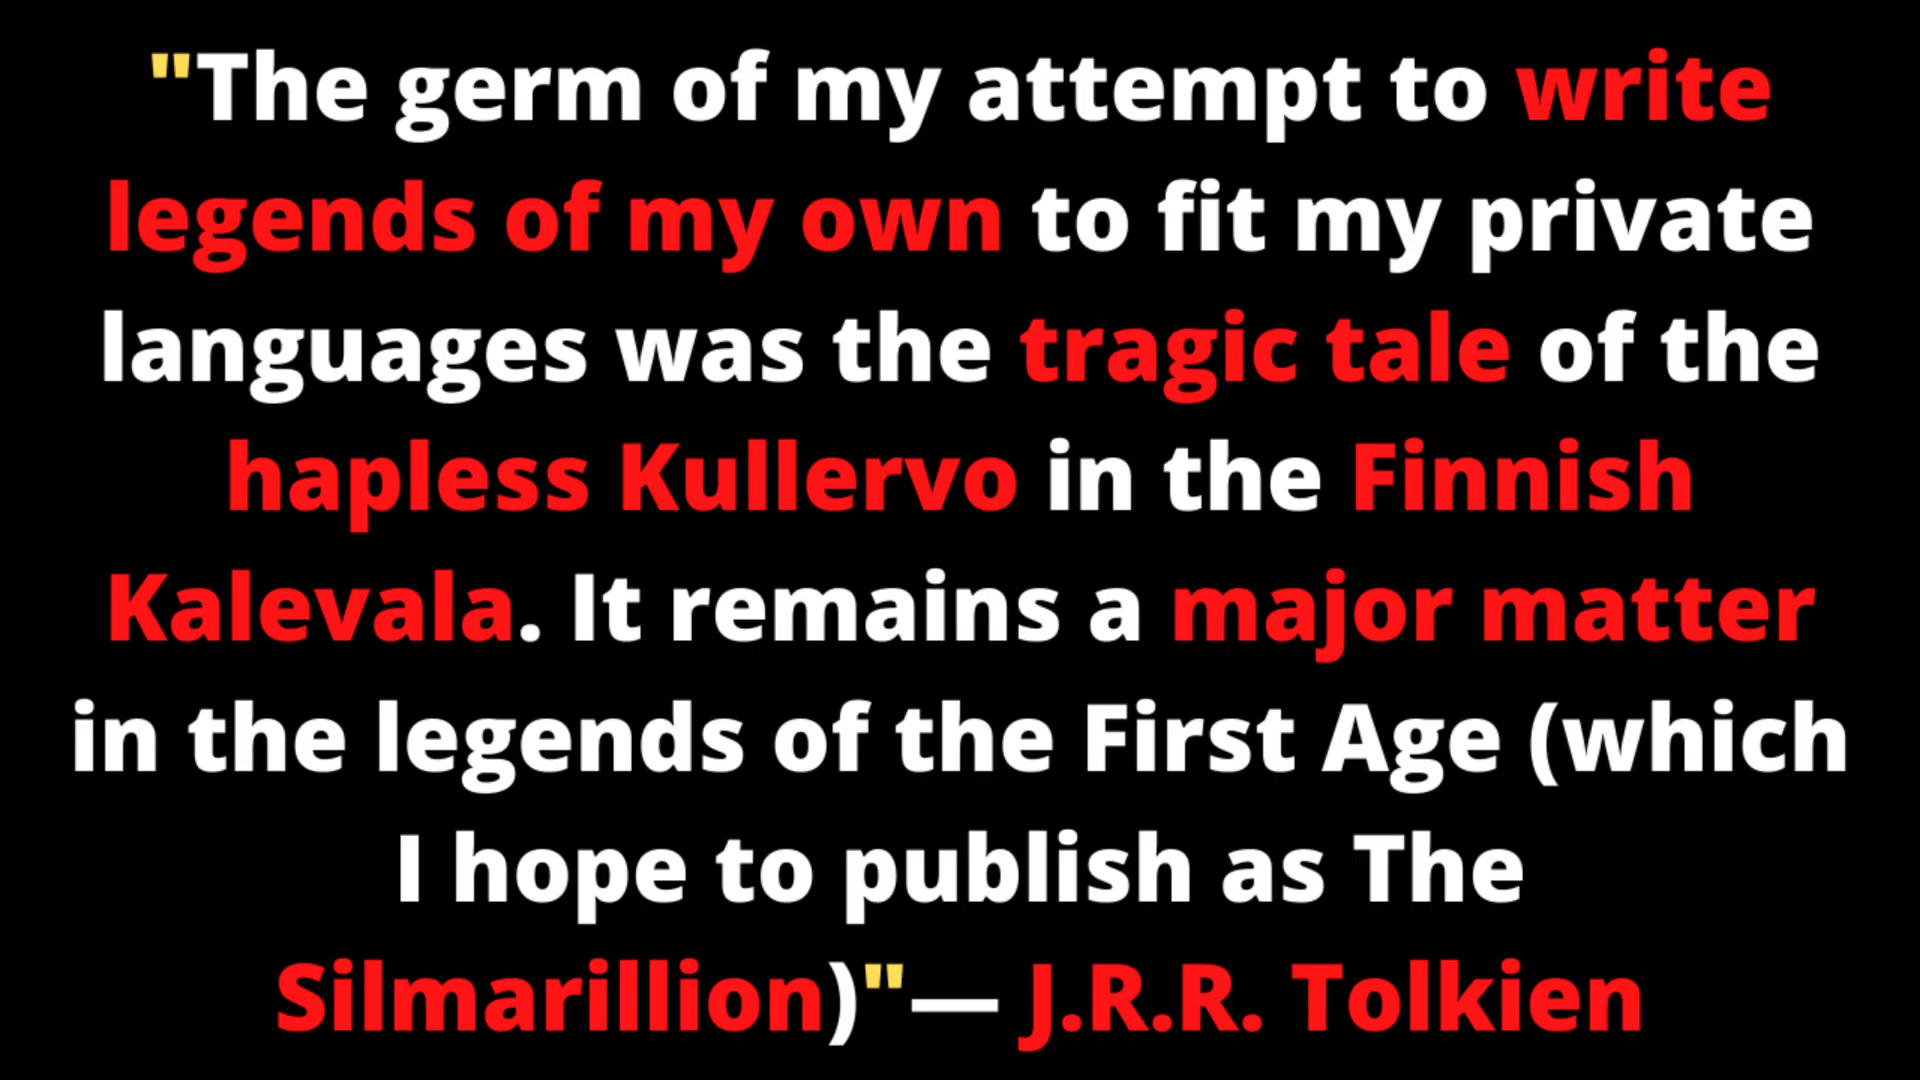 "The germ of my attempt to write
legends of my own to fit my private
languages was the tragic tale of the
hapless Kullervo in the Finnish
Kalevala. It remains a major matter
in the legends of the First Age (which
I hope to publish as The
Silmarillion)"— J.R.R. Tolkien